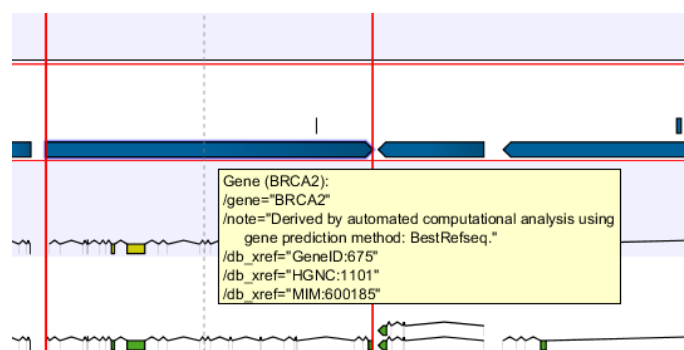 Gene (BRCA2):
/gene="BRCA2"
/note="Derived by automated computational analysis using
gene prediction method: BestRefseq."
/db_xref="GeneID:675"
/db_xref="HGNC:1101"
/db_xref="MIM:600185"